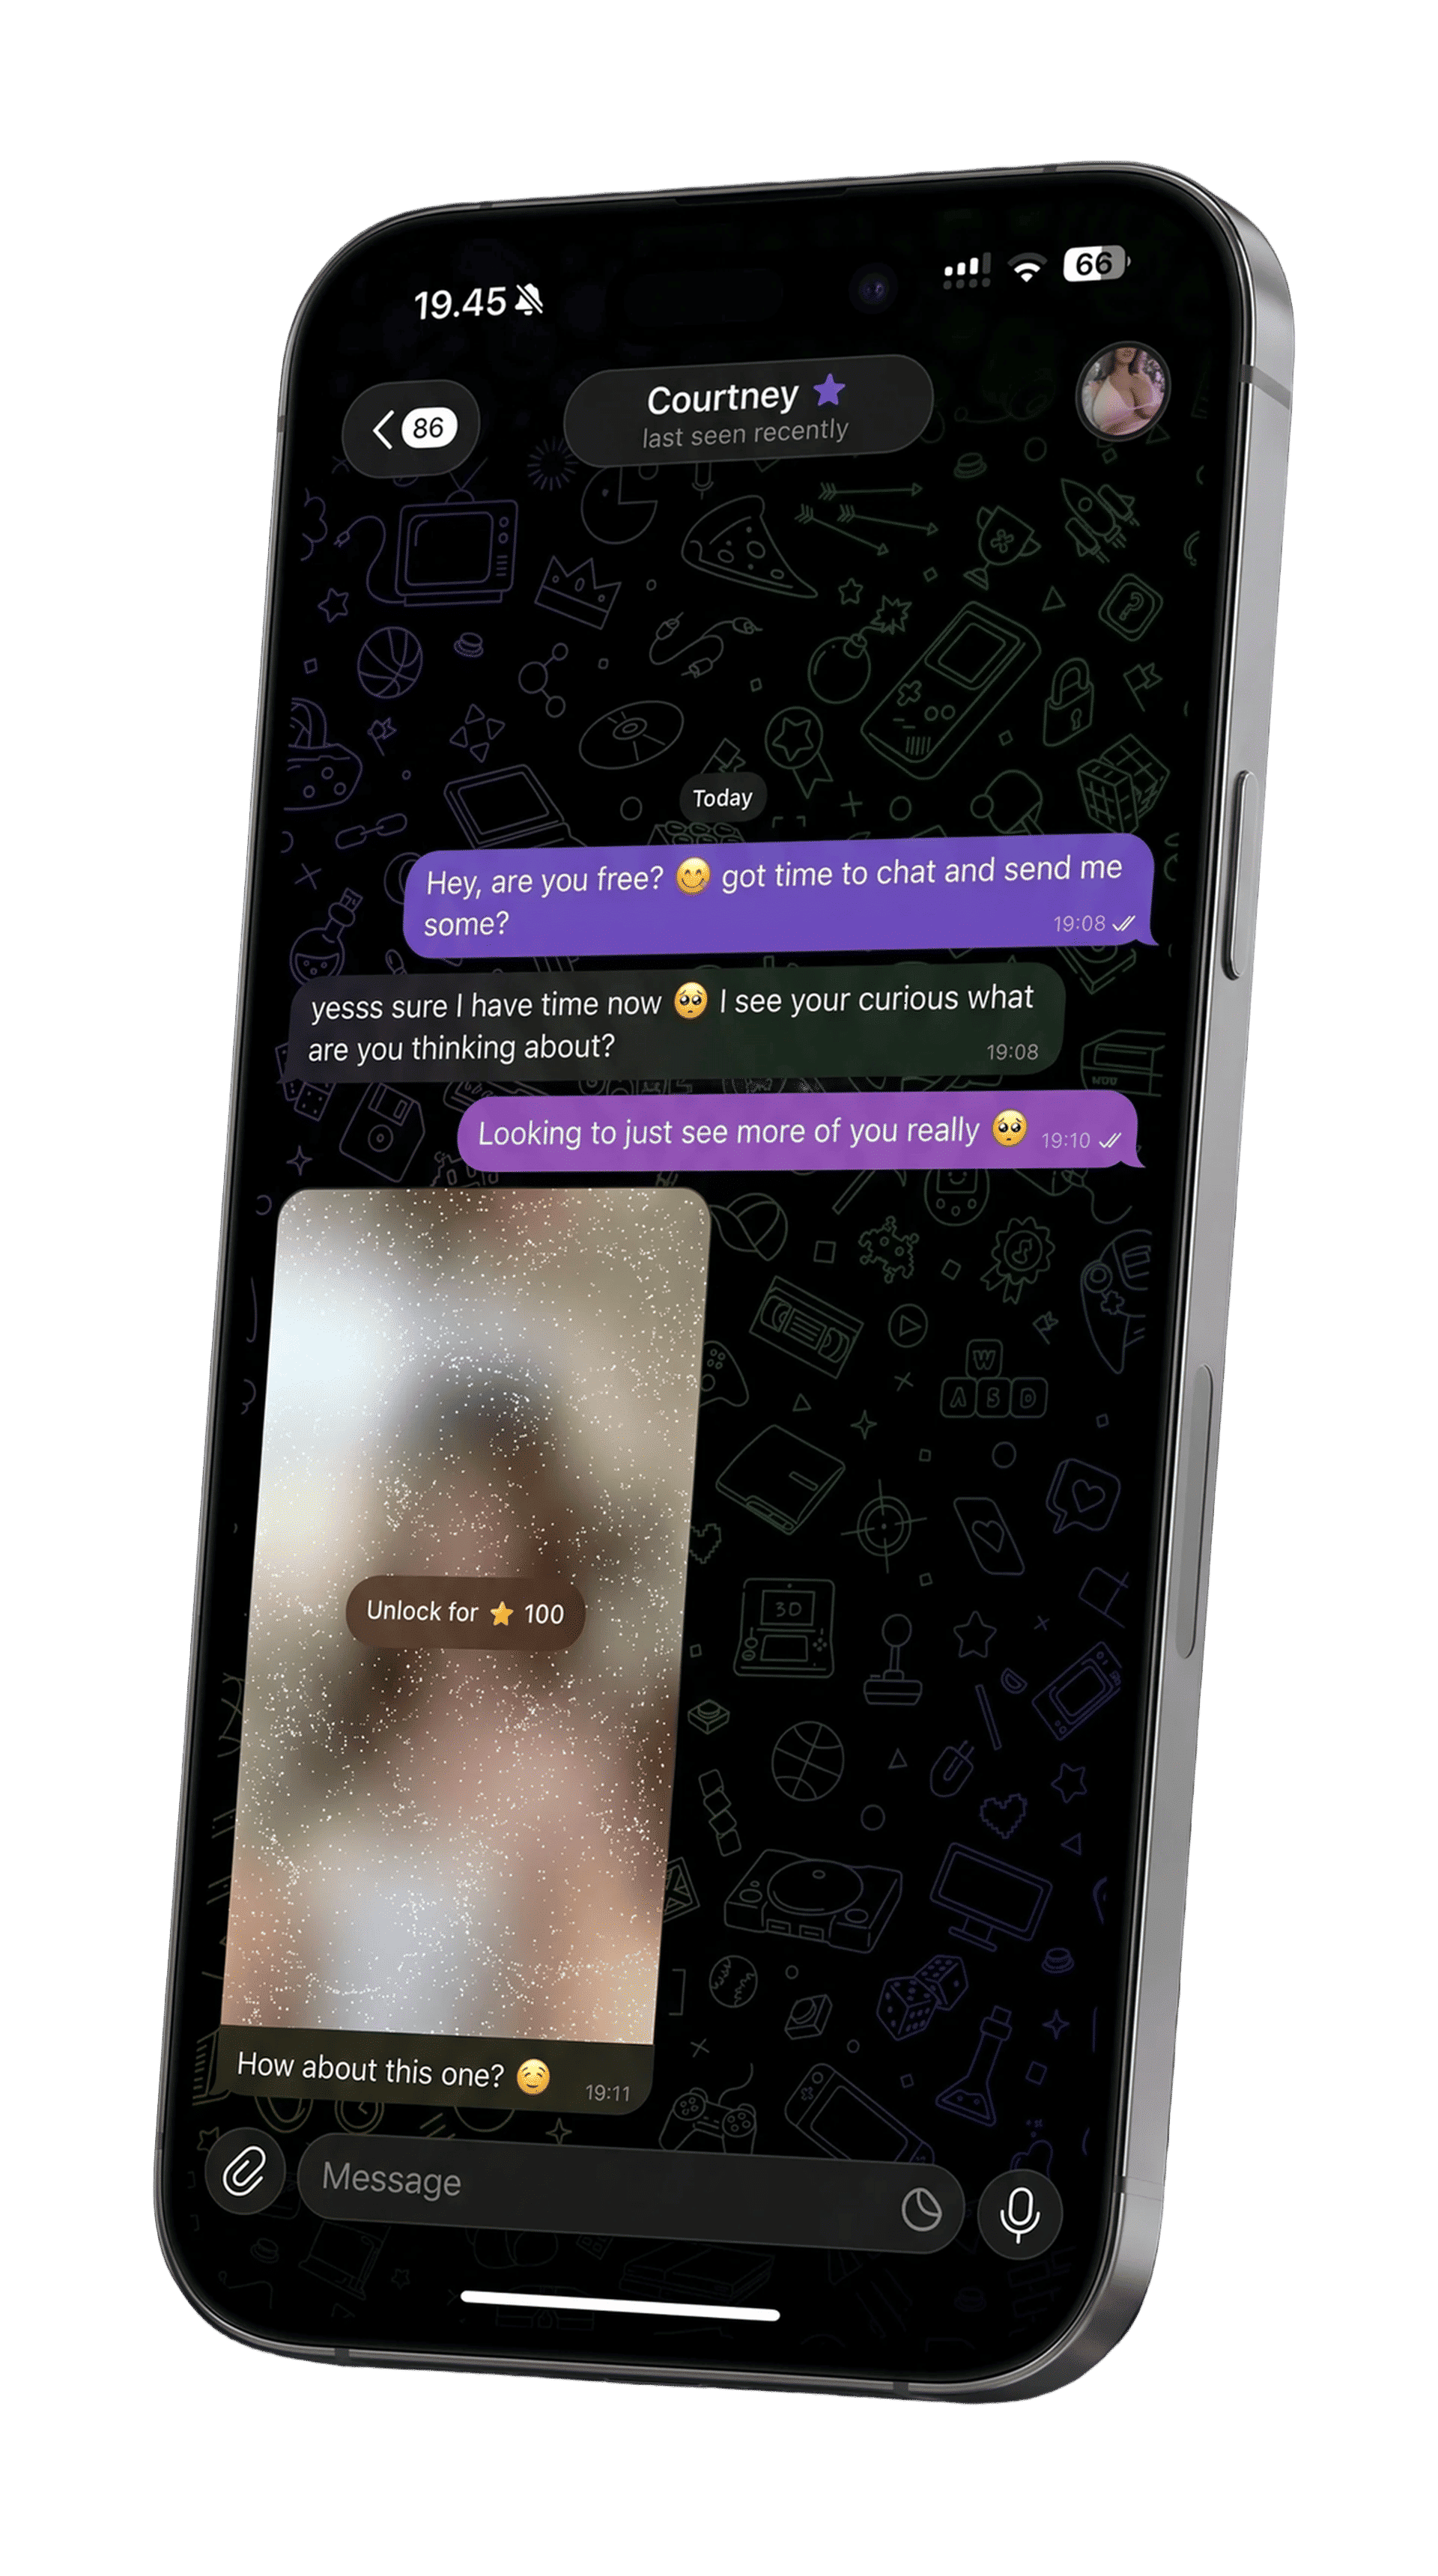 19.45
66
86
Courtney
last seen recently
Today
Hey, are you free? 😊 got time to chat and send me
some?
19:08
yesss sure I have time now 🥺 I see your curious what
are you thinking about?
19:08
Looking to just see more of you really 🥺
19:10
W
A S D
3D
Unlock for ⭐ 100
How about this one? ☺️
19:11
Message